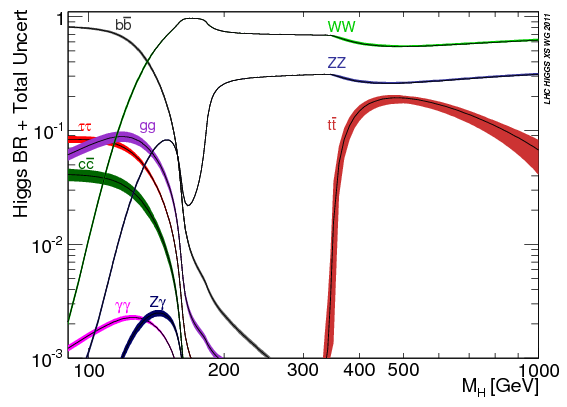 Higgs BR + Total Uncert
1
10-1
10-2
10-3
bb̄
WW
ZZ
ττ
gg
tt̄
cc̄
γγ
Zγ
LHC HIGGS XS WG 2011
100 200 300 400 500 1000
MH [GeV]